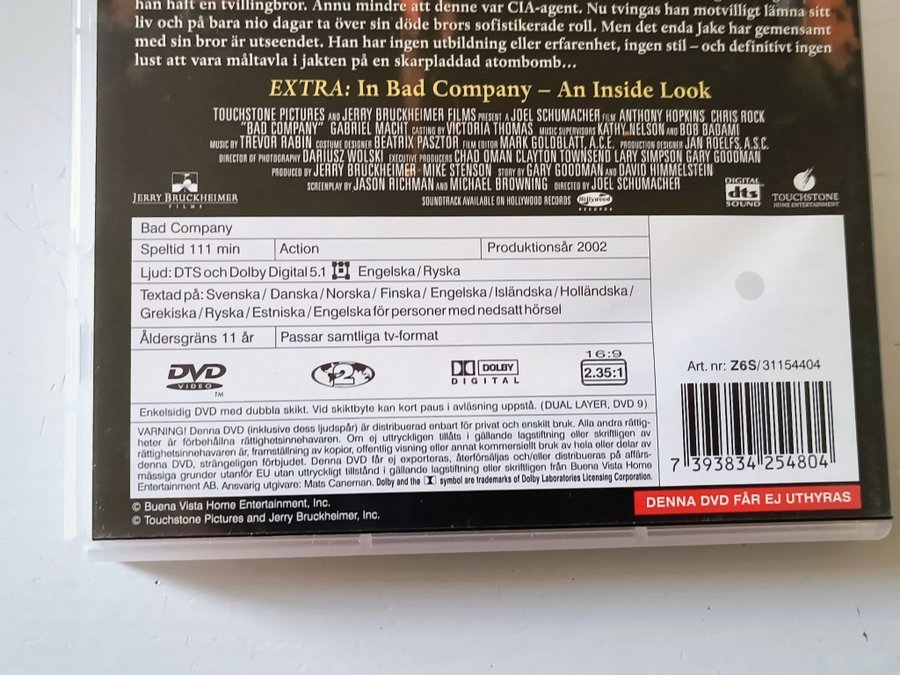 han haft en tvillingbror. Ännu mindre att denne var CIA-agent. Nu tvingas han motvilligt lämna sitt
liv och på bara nio dagar ta över sin döde brors sofistikerade roll. Men det enda Jake har gemensamt
med sin bror är utseendet. Han har ingen utbildning eller erfarenhet, ingen stil – och definitivt ingen
lust att vara måltavla i jakten på en skarpladdad atombomb...
EXTRA: In Bad Company – An Inside Look
TOUCHSTONE PICTURES AND JERRY BRUCKHEIMER FILMS PRESENT A JOEL SCHUMACHER FILM ANTHONY HOPKINS CHRIS ROCK
"BAD COMPANY" GABRIEL MACHT CASTING BY VICTORIA THOMAS MUSIC SUPERVISORS KATHY NELSON AND BOB BADAMI
MUSIC BY TREVOR RABIN COSTUME DESIGNER BEATRIX PASZTOR FILM EDITOR MARK GOLDBLATT, A.C.E. PRODUCTION DESIGNER JAN ROELFS, A.S.C.
DIRECTOR OF PHOTOGRAPHY DARIUSZ WOLSKI EXECUTIVE PRODUCERS CHAD OMAN CLAYTON TOWNSEND LARY SIMPSON GARY GOODMAN
PRODUCED BY JERRY BRUCKHEIMER · MIKE STENSON STORY BY GARY GOODMAN AND DAVID HIMMELSTEIN
SCREENPLAY BY JASON RICHMAN AND MICHAEL BROWNING DIRECTED BY JOEL SCHUMACHER
SOUNDTRACK AVAILABLE ON HOLLYWOOD RECORDS Hollywood RECORDS
JERRY BRUCKHEIMER
FILMS
DIGITAL
dts
SOUND
TOUCHSTONE
HOME ENTERTAINMENT
Bad Company
Speltid 111 min Action Produktionsår 2002
Ljud: DTS och Dolby Digital 5.1 Engelska/Ryska
Textad på: Svenska/Danska/Norska/Finska/Engelska/Isländska/Holländska/
Grekiska/Ryska/Estniska/Engelska för personer med nedsatt hörsel
Åldersgräns 11 år Passar samtliga tv-format
DVD
VIDEO
TM
2
DOLBY
DIGITAL
16:9
2.35:1
Art. nr: Z6S/31154404
Enkelsidig DVD med dubbla skikt. Vid skiktbyte kan kort paus i avläsning uppstå. (DUAL LAYER, DVD 9)
VARNING! Denna DVD (inklusive dess ljudspår) är distribuerad enbart för privat och enskilt bruk. Alla andra rättig-
heter är förbehållna rättighetsinnehavaren. Om ej uttryckligen tillåts i gällande lagstiftning eller skriftligen av
rättighetsinnehavaren är, framställning av kopior, offentlig visning eller annat kommersiellt bruk av hela eller delar av
denna DVD, strängeligen förbjudet. Denna DVD får ej exporteras, återförsäljas och/eller distribueras på affärs-
mässiga grunder utanför EU utan uttryckligt tillstånd i gällande lagstiftning eller skriftligen från Buena Vista Home
Entertainment AB. Ansvarig utgivare: Mats Caneman. Dolby and the symbol are trademarks of Dolby Laboratories Licensing Corporation.
7 393834 254804
DENNA DVD FÅR EJ UTHYRAS
© Buena Vista Home Entertainment, Inc.
© Touchstone Pictures and Jerry Bruckheimer, Inc.